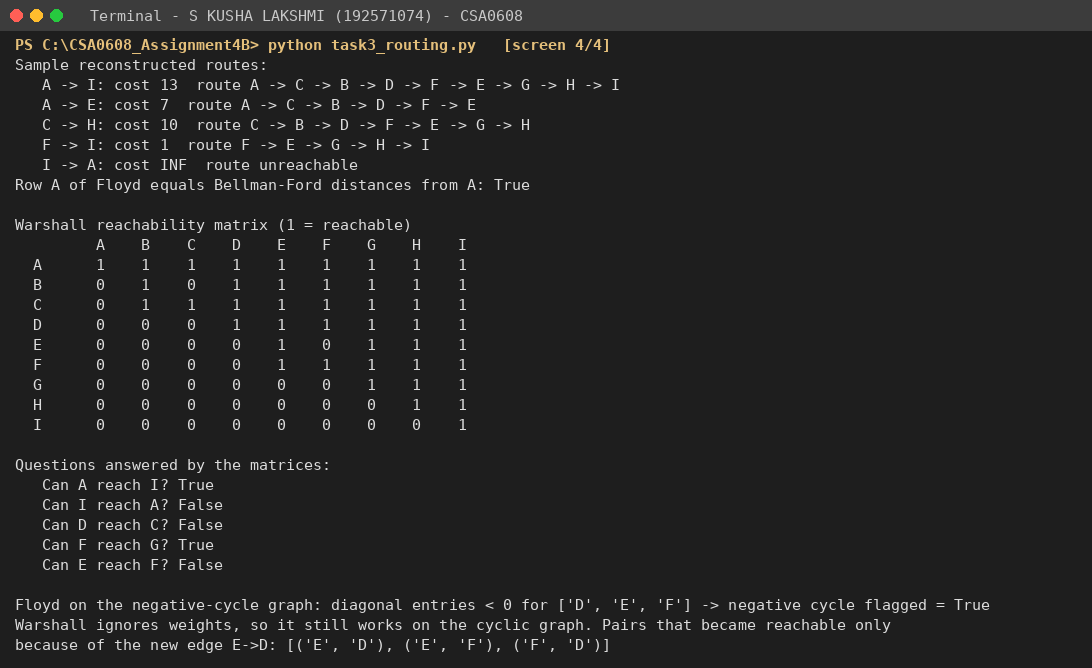 Terminal - S KUSHA LAKSHMI (192571074) - CSA0608
PS C:\CSA0608_Assignment4B> python task3_routing.py   [screen 4/4]
Sample reconstructed routes:
   A -> I: cost 13  route A -> C -> B -> D -> F -> E -> G -> H -> I
   A -> E: cost 7  route A -> C -> B -> D -> F -> E
   C -> H: cost 10  route C -> B -> D -> F -> E -> G -> H
   F -> I: cost 1  route F -> E -> G -> H -> I
   I -> A: cost INF  route unreachable
Row A of Floyd equals Bellman-Ford distances from A: True

Warshall reachability matrix (1 = reachable)
         A    B    C    D    E    F    G    H    I
  A      1    1    1    1    1    1    1    1    1
  B      0    1    0    1    1    1    1    1    1
  C      0    1    1    1    1    1    1    1    1
  D      0    0    0    1    1    1    1    1    1
  E      0    0    0    0    1    0    1    1    1
  F      0    0    0    0    1    1    1    1    1
  G      0    0    0    0    0    0    1    1    1
  H      0    0    0    0    0    0    0    1    1
  I      0    0    0    0    0    0    0    0    1

Questions answered by the matrices:
   Can A reach I? True
   Can I reach A? False
   Can D reach C? False
   Can F reach G? True
   Can E reach F? False

Floyd on the negative-cycle graph: diagonal entries < 0 for ['D', 'E', 'F'] -> negative cycle flagged = True
Warshall ignores weights, so it still works on the cyclic graph. Pairs that became reachable only
because of the new edge E->D: [('E', 'D'), ('E', 'F'), ('F', 'D')]